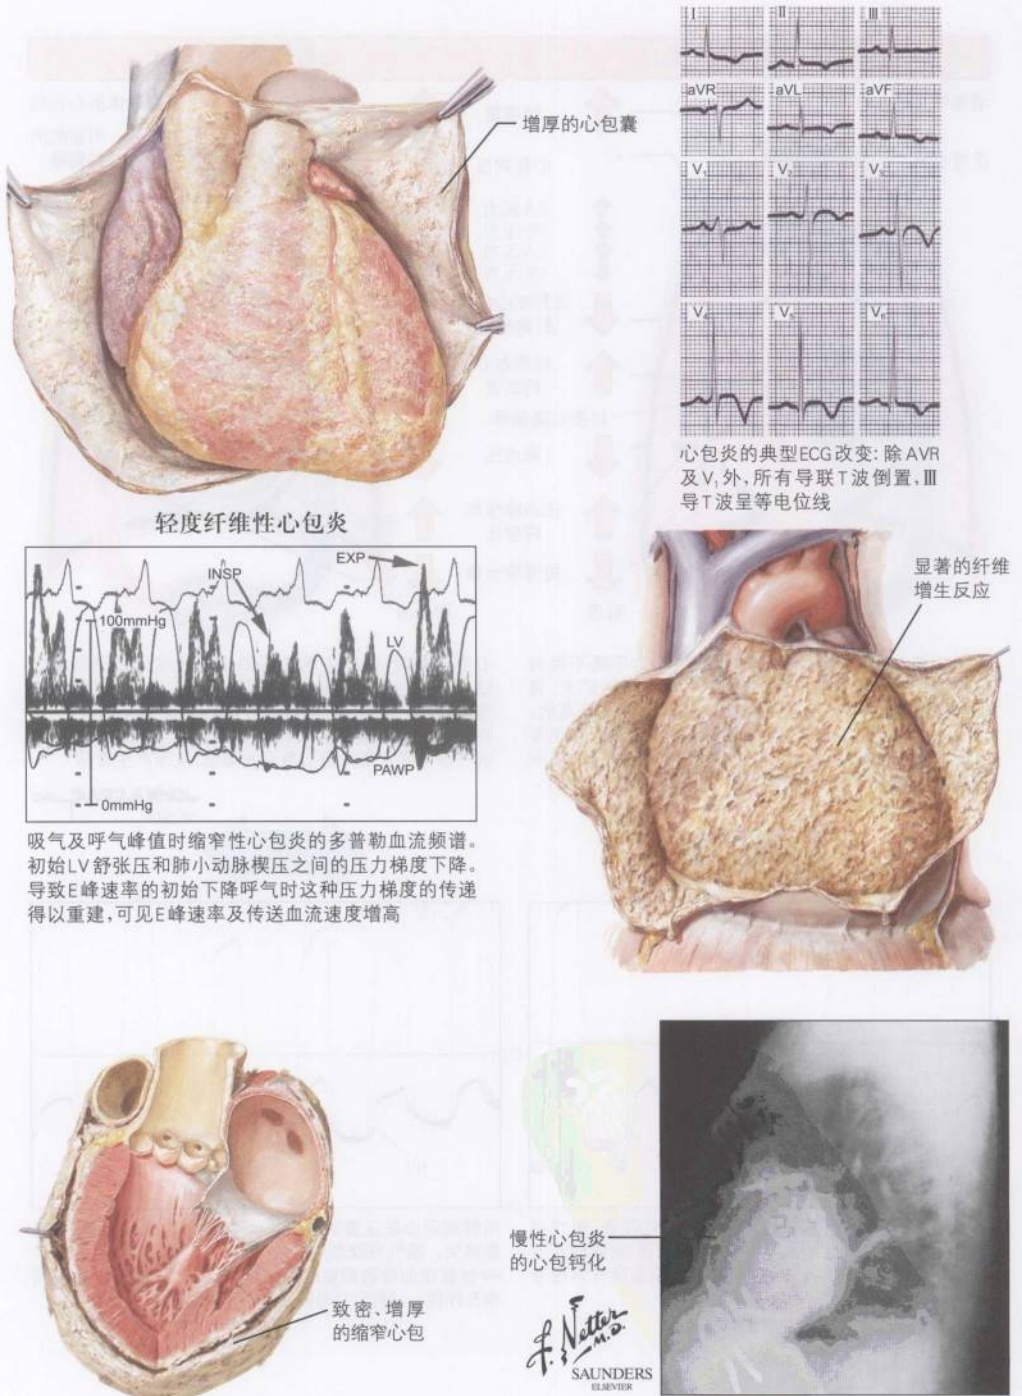 增厚的心包囊
I
II
III
aVR
aVL
aVF
V₁
V₂
V₃
V₄
V₅
V₆
心包炎的典型ECG改变: 除AVR
及V₁外,所有导联T波倒置,Ⅲ
导T波呈等电位线
轻度纤维性心包炎
INSP
EXP
100mmHg
LV
PAWP
0mmHg
吸气及呼气峰值时缩窄性心包炎的多普勒血流频谱。
初始LV舒张压和肺小动脉楔压之间的压力梯度下降。
导致E峰速率的初始下降呼气时这种压力梯度的传递
得以重建,可见E峰速率及传送血流速度增高
显著的纤维
增生反应
致密、增厚
的缩窄心包
慢性心包炎
的心包钙化
F. Netter
M.D.
SAUNDERS
ELSEVIER